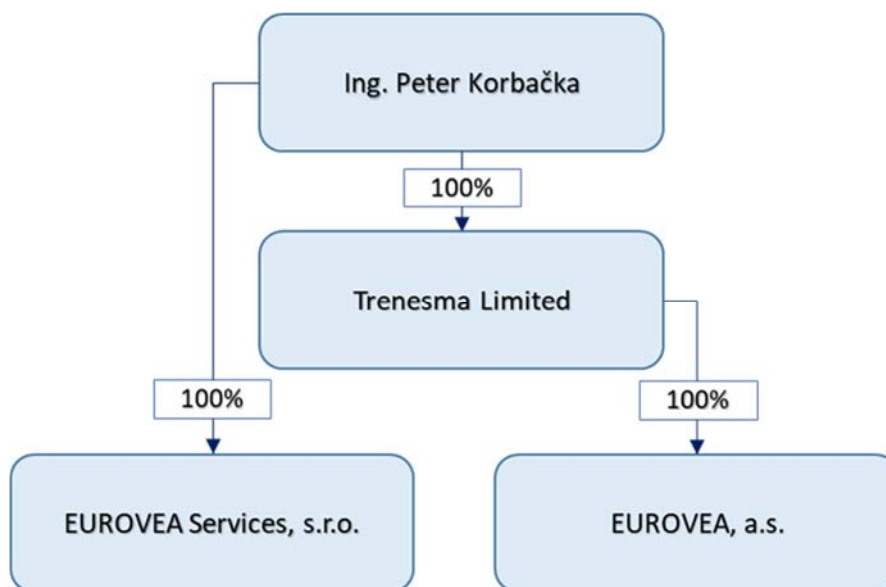 Ing. Peter Korbačka
100%
Trenesma Limited
100%
100%
EUROVEA Services, s.r.o.
EUROVEA, a.s.